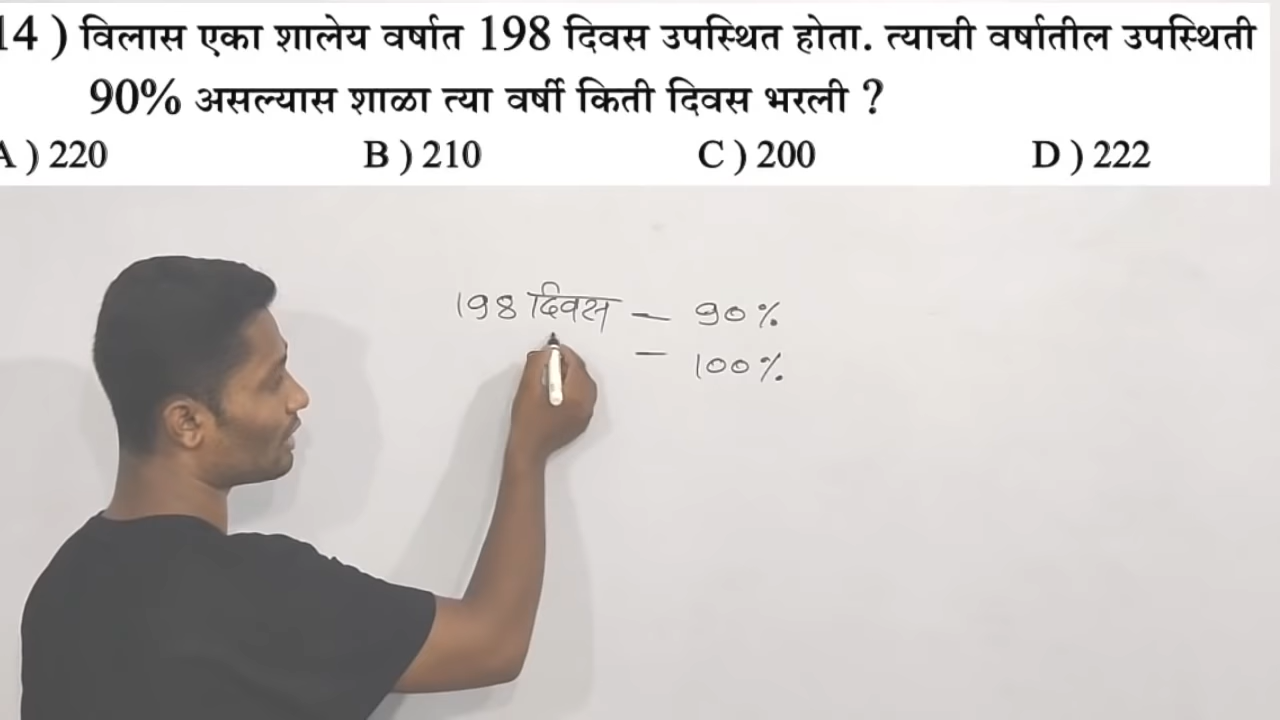 14 ) विलास एका शालेय वर्षात 198 दिवस उपस्थित होता. त्याची वर्षातील उपस्थिती
90% असल्यास शाळा त्या वर्षी किती दिवस भरली ?
A ) 220 B ) 210 C ) 200 D ) 222
198 दिवस — 90%
— 100%